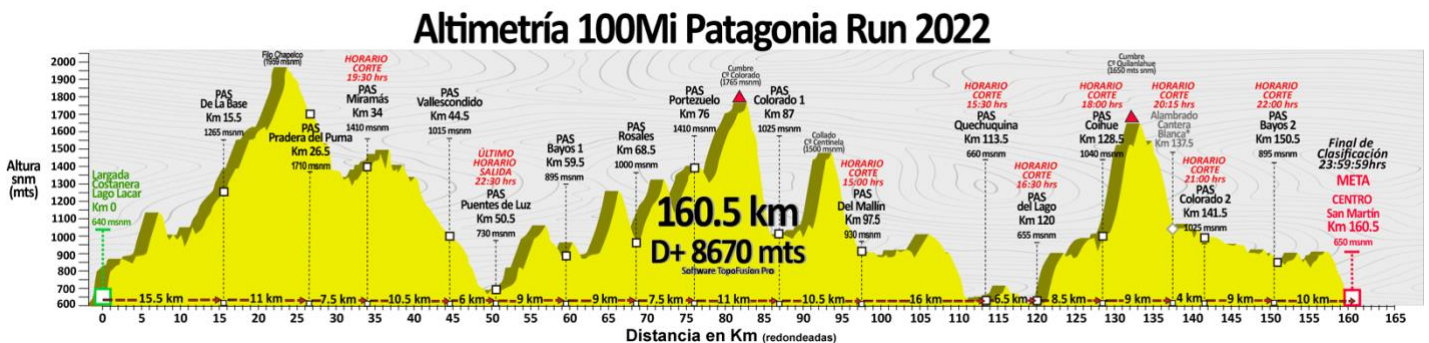 Altimetría 100Mi Patagonia Run 2022
Altura
snm
(mts)
2000
1900
1800
1700
1600
1500
1400
1300
1200
1100
1000
900
800
700
600
Largada
Costanera
Lago Lacar
Km 0
640 msnm
PAS
De La Base
Km 15.5
1265 msnm
Filo Chapelco
(1959 msnm)
PAS
Pradera del Puma
Km 26.5
1710 msnm
HORARIO
CORTE
19:30 hrs
PAS
Miramás
Km 34
1410 msnm
PAS
Vallescondido
Km 44.5
1015 msnm
ÚLTIMO
HORARIO
SALIDA
22:30 hrs
PAS
Puentes de Luz
Km 50.5
730 msnm
PAS
Bayos 1
Km 59.5
895 msnm
PAS
Rosales
Km 68.5
1000 msnm
PAS
Portezuelo
Km 76
1410 msnm
Cumbre
Cº Colorado
(1765 msnm)
PAS
Colorado 1
Km 87
1025 msnm
Collado
Cº Centinela
(1500 msnm)
HORARIO
CORTE
15:00 hrs
PAS
Del Mallín
Km 97.5
930 msnm
HORARIO
CORTE
15:30 hrs
PAS
Quechuquina
Km 113.5
660 msnm
HORARIO
CORTE
16:30 hrs
PAS
del Lago
Km 120
655 msnm
HORARIO
CORTE
18:00 hrs
PAS
Coihue
Km 128.5
1040 msnm
Cumbre
Cº Quilanlahue
(1650 mts snm)
HORARIO
CORTE
20:15 hrs
Alambrado
Cantera
Blanca*
Km 137.5
HORARIO
CORTE
21:00 hrs
PAS
Colorado 2
Km 141.5
1025 msnm
HORARIO
CORTE
22:00 hrs
PAS
Bayos 2
Km 150.5
895 msnm
Final de
Clasificación
23:59:59hrs
META
CENTRO
San Martín
Km 160.5
650 msnm
160.5 km
D+ 8670 mts
Software TopoFusion Pro
15.5 km 11 km 7.5 km 10.5 km 6 km 9 km 9 km 7.5 km 11 km 10.5 km 16 km 6.5 km 8.5 km 9 km 4 km 9 km 10 km
0 5 10 15 20 25 30 35 40 45 50 55 60 65 70 75 80 85 90 95 100 105 110 115 120 125 130 135 140 145 150 155 160 165
Distancia en Km (redondeadas)